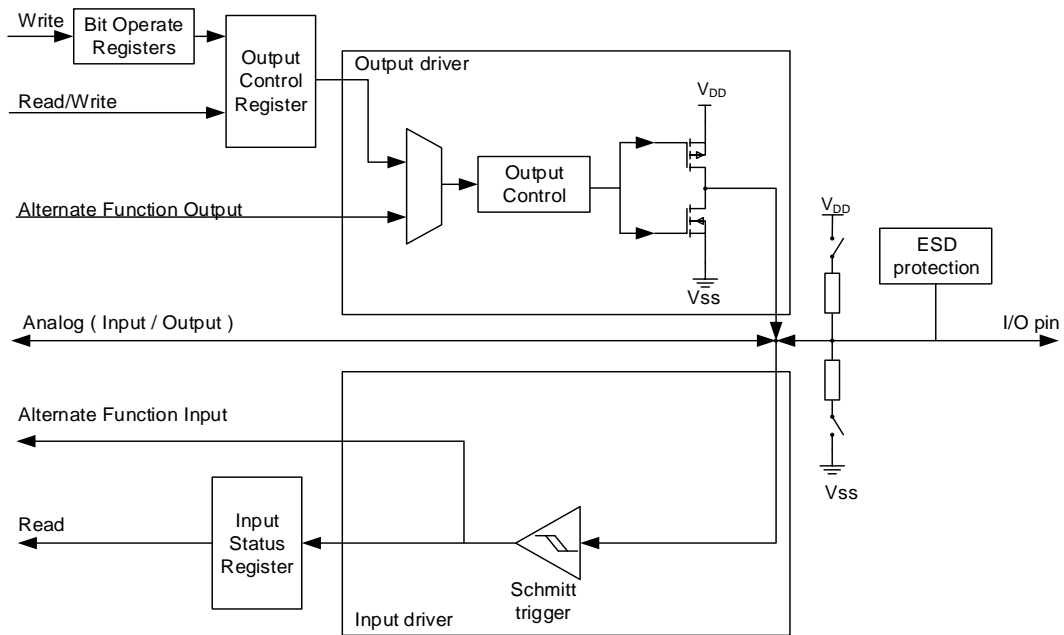 Write
Bit Operate
Registers
Output
Control
Register
Read/Write
Alternate Function Output
Output driver
Output
Control
VDD
Vss
VDD
ESD
protection
Analog ( Input / Output )
I/O pin
Alternate Function Input
Vss
Read
Input
Status
Register
Schmitt
trigger
Input driver